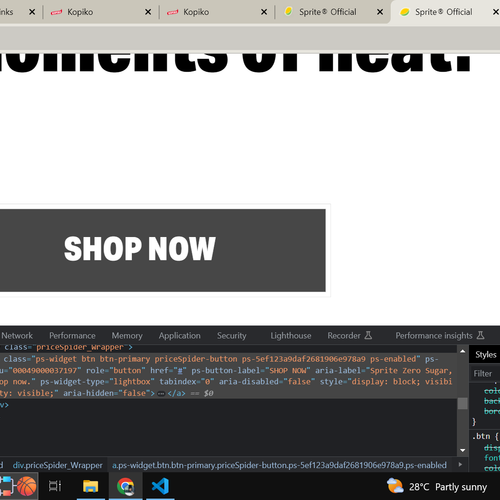 inks
Kopiko
Kopiko
Sprite® Official
Sprite® Official
oments of heat.
SHOP NOW
Network Performance Memory Application Security Lighthouse Recorder Performance insights
class="priceSpider_Wrapper">
class="ps-widget btn btn-primary priceSpider-button ps-5ef123a9daf2681906e978a9 ps-enabled" ps-
u="00049000037197" role="button" href="#" ps-button-label="SHOP NOW" aria-label="Sprite Zero Sugar,
op now." ps-widget-type="lightbox" tabindex="0" aria-disabled="false" style="display: block; visibi
ty: visible;" aria-hidden="false">⋯</a> == $0
v>
Styles
Filter
}
.btn {
d div.priceSpider_Wrapper a.ps-widget.btn.btn-primary.priceSpider-button.ps-5ef123a9daf2681906e978a9.ps-enabled
28°C Partly sunny